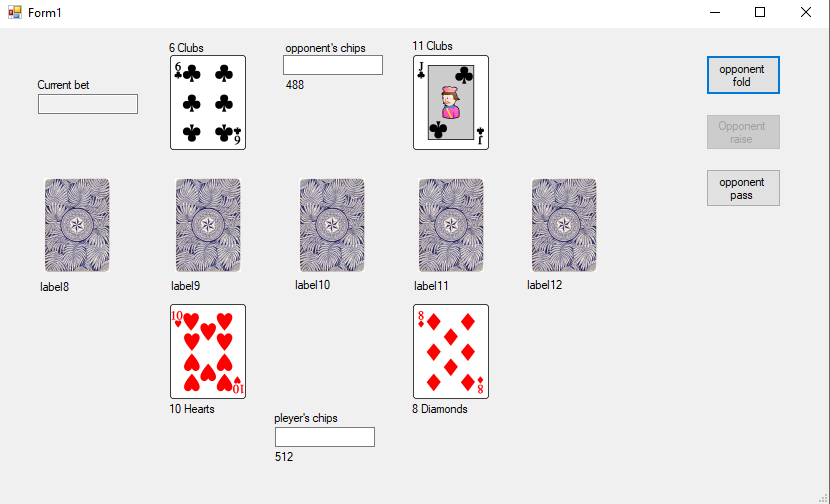 Form1
6 Clubs
opponent's chips
11 Clubs
Current bet
488
6
9
J
J
opponent
fold
Opponent
raise
opponent
pass
label8
label9
label10
label11
label12
10
10
8
8
10 Hearts
8 Diamonds
pleyer's chips
512